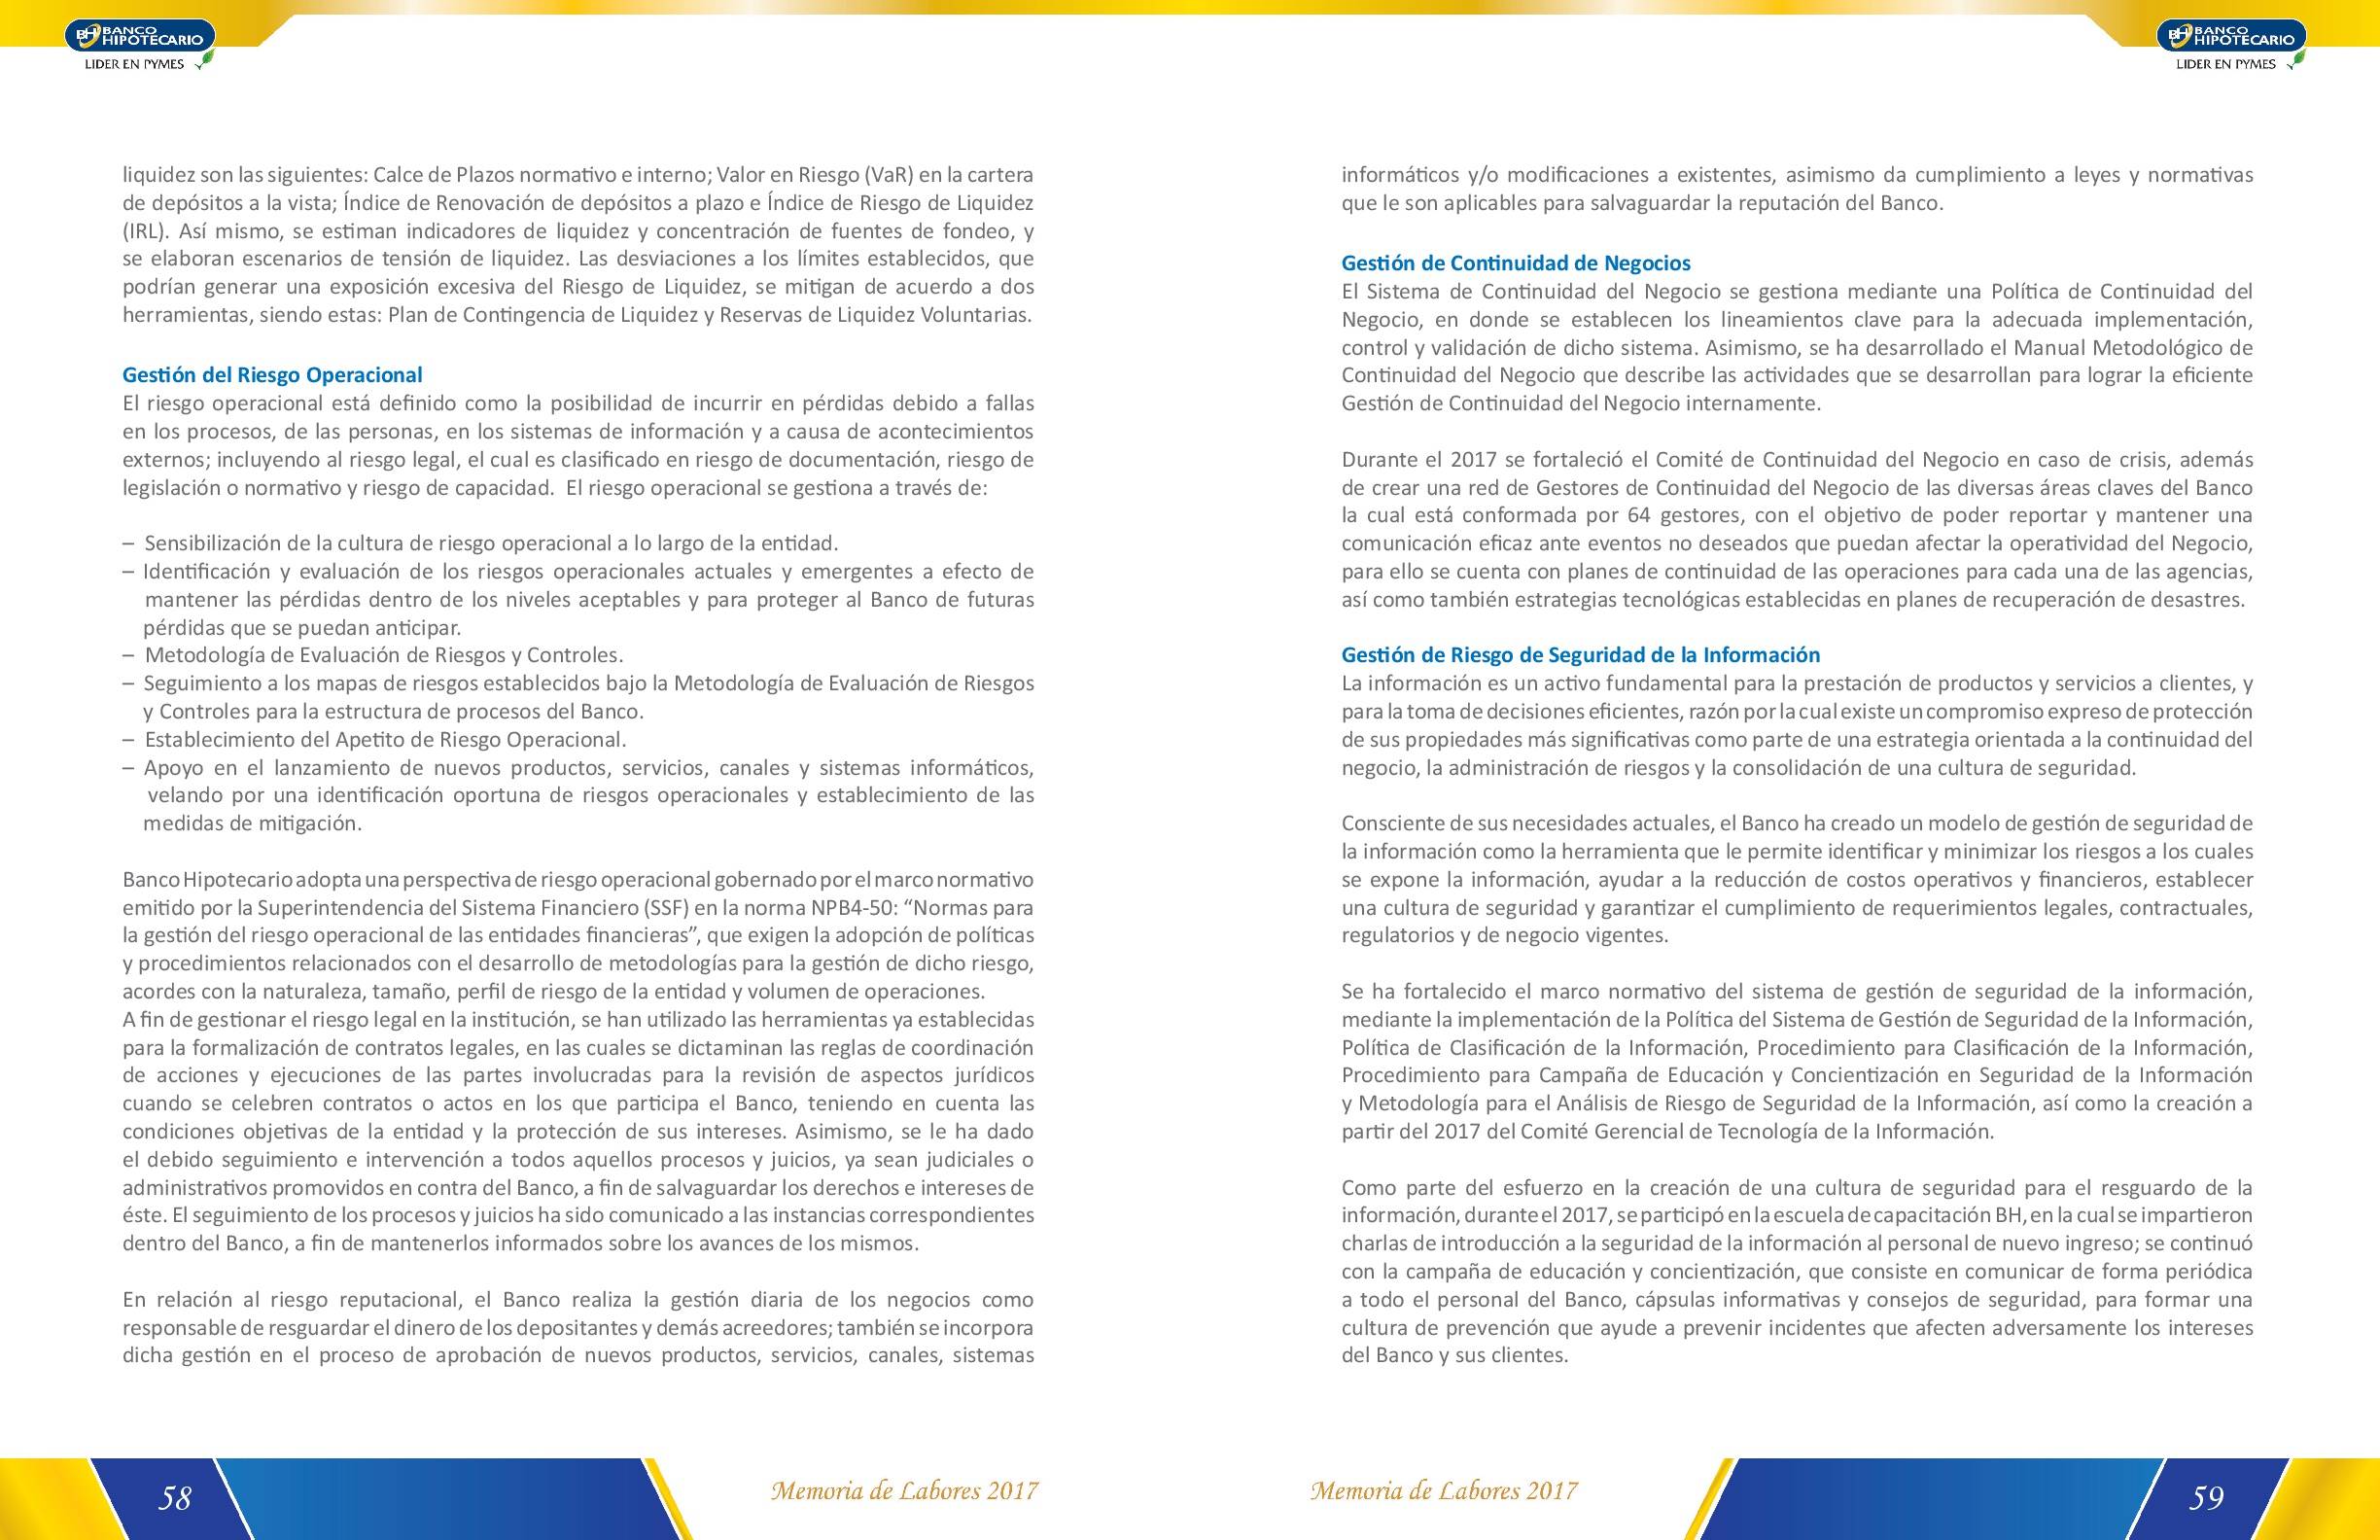 BH BANCO
HIPOTECARIO
LIDER EN PYMES
liquidez son las siguientes: Calce de Plazos normativo e interno; Valor en Riesgo (VaR) en la cartera
de depósitos a la vista; Índice de Renovación de depósitos a plazo e Índice de Riesgo de Liquidez
(IRL). Así mismo, se estiman indicadores de liquidez y concentración de fuentes de fondeo, y
se elaboran escenarios de tensión de liquidez. Las desviaciones a los límites establecidos, que
podrían generar una exposición excesiva del Riesgo de Liquidez, se mitigan de acuerdo a dos
herramientas, siendo estas: Plan de Contingencia de Liquidez y Reservas de Liquidez Voluntarias.
Gestión del Riesgo Operacional
El riesgo operacional está definido como la posibilidad de incurrir en pérdidas debido a fallas
en los procesos, de las personas, en los sistemas de información y a causa de acontecimientos
externos; incluyendo al riesgo legal, el cual es clasificado en riesgo de documentación, riesgo de
legislación o normativo y riesgo de capacidad. El riesgo operacional se gestiona a través de:
– Sensibilización de la cultura de riesgo operacional a lo largo de la entidad.
– Identificación y evaluación de los riesgos operacionales actuales y emergentes a efecto de
mantener las pérdidas dentro de los niveles aceptables y para proteger al Banco de futuras
pérdidas que se puedan anticipar.
– Metodología de Evaluación de Riesgos y Controles.
– Seguimiento a los mapas de riesgos establecidos bajo la Metodología de Evaluación de Riesgos
y Controles para la estructura de procesos del Banco.
– Establecimiento del Apetito de Riesgo Operacional.
– Apoyo en el lanzamiento de nuevos productos, servicios, canales y sistemas informáticos,
velando por una identificación oportuna de riesgos operacionales y establecimiento de las
medidas de mitigación.
Banco Hipotecario adopta una perspectiva de riesgo operacional gobernado por el marco normativo
emitido por la Superintendencia del Sistema Financiero (SSF) en la norma NPB4-50: “Normas para
la gestión del riesgo operacional de las entidades financieras”, que exigen la adopción de políticas
y procedimientos relacionados con el desarrollo de metodologías para la gestión de dicho riesgo,
acordes con la naturaleza, tamaño, perfil de riesgo de la entidad y volumen de operaciones.
A fin de gestionar el riesgo legal en la institución, se han utilizado las herramientas ya establecidas
para la formalización de contratos legales, en las cuales se dictaminan las reglas de coordinación
de acciones y ejecuciones de las partes involucradas para la revisión de aspectos jurídicos
cuando se celebren contratos o actos en los que participa el Banco, teniendo en cuenta las
condiciones objetivas de la entidad y la protección de sus intereses. Asimismo, se le ha dado
el debido seguimiento e intervención a todos aquellos procesos y juicios, ya sean judiciales o
administrativos promovidos en contra del Banco, a fin de salvaguardar los derechos e intereses de
éste. El seguimiento de los procesos y juicios ha sido comunicado a las instancias correspondientes
dentro del Banco, a fin de mantenerlos informados sobre los avances de los mismos.
En relación al riesgo reputacional, el Banco realiza la gestión diaria de los negocios como
responsable de resguardar el dinero de los depositantes y demás acreedores; también se incorpora
dicha gestión en el proceso de aprobación de nuevos productos, servicios, canales, sistemas
58
Memoria de Labores 2017
BH BANCO
HIPOTECARIO
LIDER EN PYMES
informáticos y/o modificaciones a existentes, asimismo da cumplimiento a leyes y normativas
que le son aplicables para salvaguardar la reputación del Banco.
Gestión de Continuidad de Negocios
El Sistema de Continuidad del Negocio se gestiona mediante una Política de Continuidad del
Negocio, en donde se establecen los lineamientos clave para la adecuada implementación,
control y validación de dicho sistema. Asimismo, se ha desarrollado el Manual Metodológico de
Continuidad del Negocio que describe las actividades que se desarrollan para lograr la eficiente
Gestión de Continuidad del Negocio internamente.
Durante el 2017 se fortaleció el Comité de Continuidad del Negocio en caso de crisis, además
de crear una red de Gestores de Continuidad del Negocio de las diversas áreas claves del Banco
la cual está conformada por 64 gestores, con el objetivo de poder reportar y mantener una
comunicación eficaz ante eventos no deseados que puedan afectar la operatividad del Negocio,
para ello se cuenta con planes de continuidad de las operaciones para cada una de las agencias,
así como también estrategias tecnológicas establecidas en planes de recuperación de desastres.
Gestión de Riesgo de Seguridad de la Información
La información es un activo fundamental para la prestación de productos y servicios a clientes, y
para la toma de decisiones eficientes, razón por la cual existe un compromiso expreso de protección
de sus propiedades más significativas como parte de una estrategia orientada a la continuidad del
negocio, la administración de riesgos y la consolidación de una cultura de seguridad.
Consciente de sus necesidades actuales, el Banco ha creado un modelo de gestión de seguridad de
la información como la herramienta que le permite identificar y minimizar los riesgos a los cuales
se expone la información, ayudar a la reducción de costos operativos y financieros, establecer
una cultura de seguridad y garantizar el cumplimiento de requerimientos legales, contractuales,
regulatorios y de negocio vigentes.
Se ha fortalecido el marco normativo del sistema de gestión de seguridad de la información,
mediante la implementación de la Política del Sistema de Gestión de Seguridad de la Información,
Política de Clasificación de la Información, Procedimiento para Clasificación de la Información,
Procedimiento para Campaña de Educación y Concientización en Seguridad de la Información
y Metodología para el Análisis de Riesgo de Seguridad de la Información, así como la creación a
partir del 2017 del Comité Gerencial de Tecnología de la Información.
Como parte del esfuerzo en la creación de una cultura de seguridad para el resguardo de la
información, durante el 2017, se participó en la escuela de capacitación BH, en la cual se impartieron
charlas de introducción a la seguridad de la información al personal de nuevo ingreso; se continuó
con la campaña de educación y concientización, que consiste en comunicar de forma periódica
a todo el personal del Banco, cápsulas informativas y consejos de seguridad, para formar una
cultura de prevención que ayude a prevenir incidentes que afecten adversamente los intereses
del Banco y sus clientes.
Memoria de Labores 2017
59